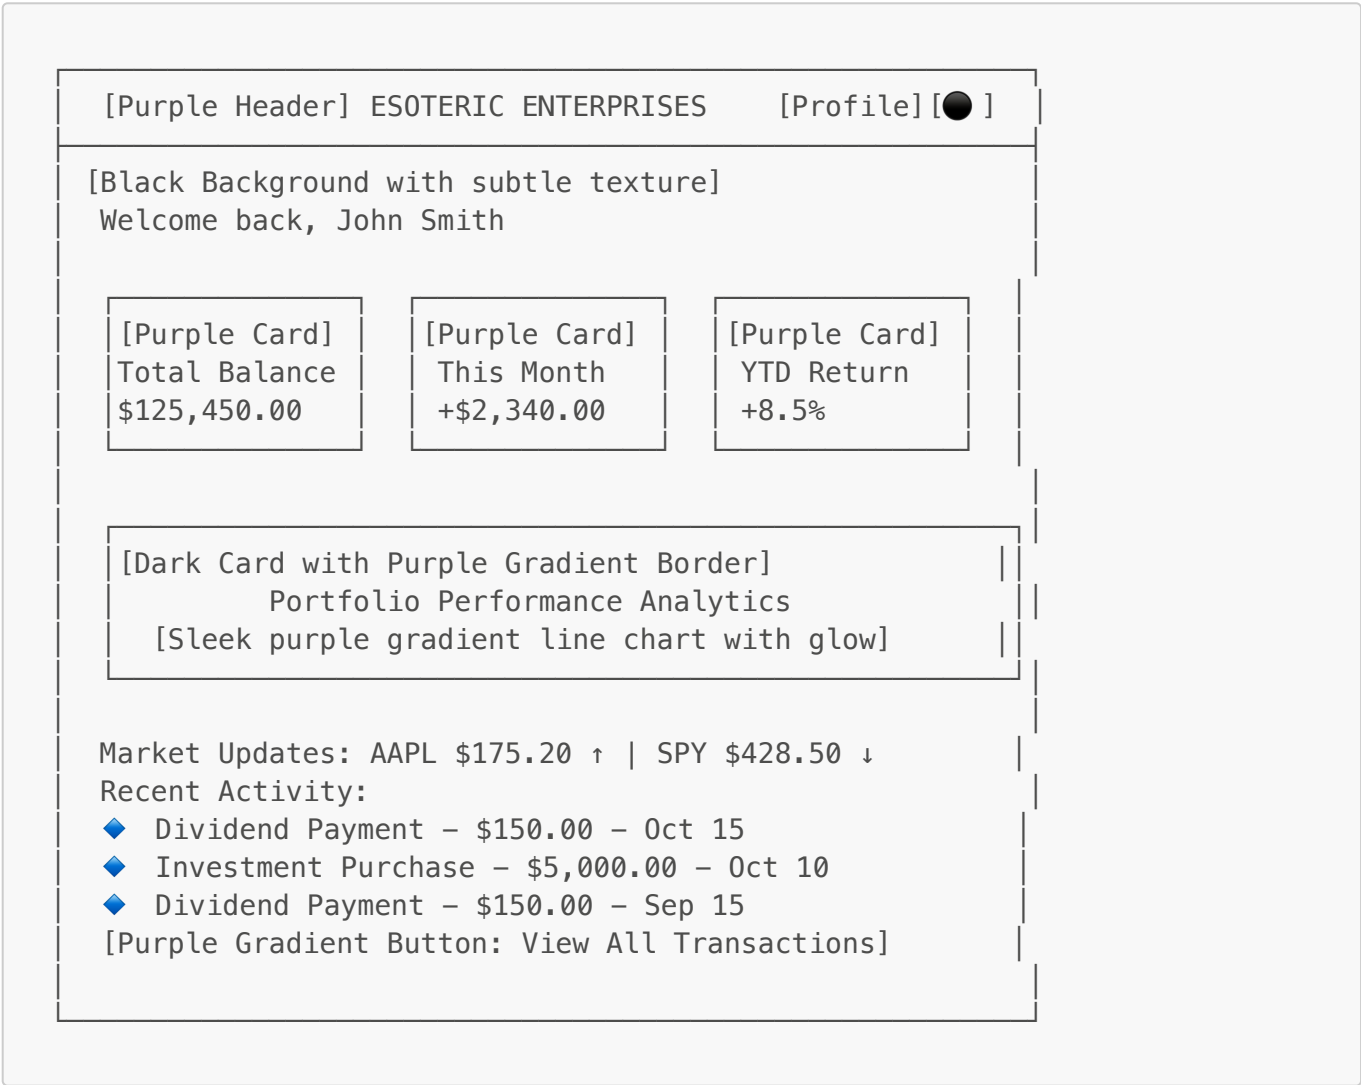 [Purple Header] ESOTERIC ENTERPRISES [Profile][⚫]
[Black Background with subtle texture]
Welcome back, John Smith
[Purple Card] [Purple Card] [Purple Card]
Total Balance This Month YTD Return
$125,450.00 +$2,340.00 +8.5%
[Dark Card with Purple Gradient Border]
Portfolio Performance Analytics
[Sleek purple gradient line chart with glow]
Market Updates: AAPL $175.20 ↑ | SPY $428.50 ↓
Recent Activity:
🔹 Dividend Payment – $150.00 – Oct 15
🔹 Investment Purchase – $5,000.00 – Oct 10
🔹 Dividend Payment – $150.00 – Sep 15
[Purple Gradient Button: View All Transactions]